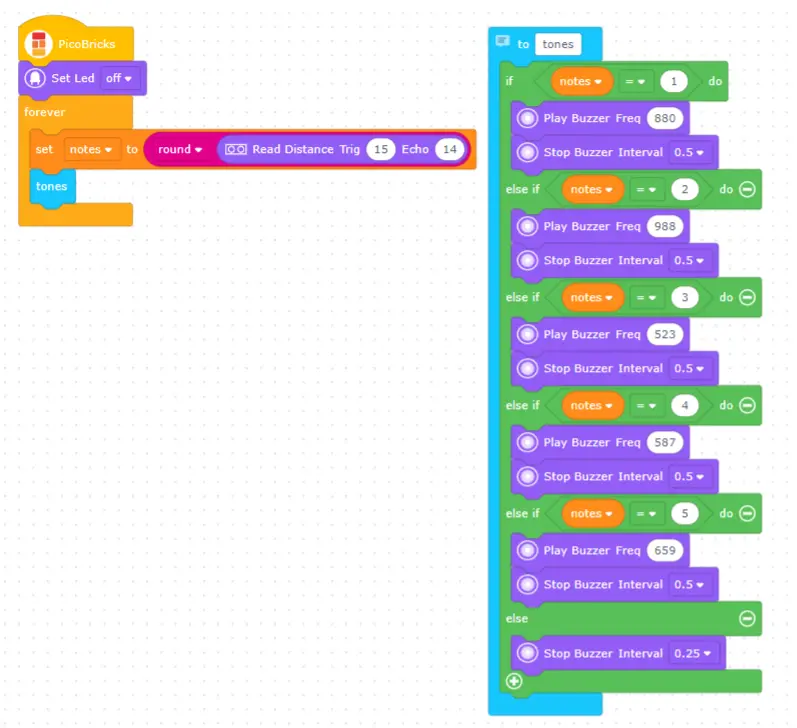 PicoBricks
Set Led off
forever
set notes to round Read Distance Trig 15 Echo 14
tones
to tones
if notes = 1 do
Play Buzzer Freq 880
Stop Buzzer Interval 0.5
else if notes = 2 do
Play Buzzer Freq 988
Stop Buzzer Interval 0.5
else if notes = 3 do
Play Buzzer Freq 523
Stop Buzzer Interval 0.5
else if notes = 4 do
Play Buzzer Freq 587
Stop Buzzer Interval 0.5
else if notes = 5 do
Play Buzzer Freq 659
Stop Buzzer Interval 0.5
else
Stop Buzzer Interval 0.25